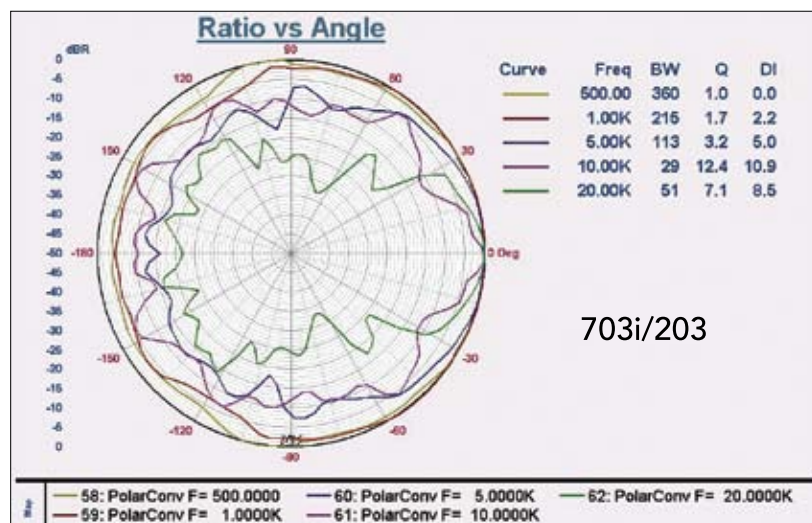 Ratio vs Angle
dBR
0
-5
-10
-15
-20
-25
-30
-35
-40
-45
-50
-45
-40
-35
-30
-25
-20
-15
-10
-5
0
90
120
60
150
30
-180
0 Deg
-150
-30
-120
-60
-90
Curve Freq BW Q DI
500.00 360 1.0 0.0
1.00K 215 1.7 2.2
5.00K 113 3.2 5.0
10.00K 29 12.4 10.9
20.00K 51 7.1 8.5
703i/203
Map
58: PolarConv F= 500.0000
60: PolarConv F= 5.0000K
62: PolarConv F= 20.0000K
59: PolarConv F= 1.0000K
61: PolarConv F= 10.0000K